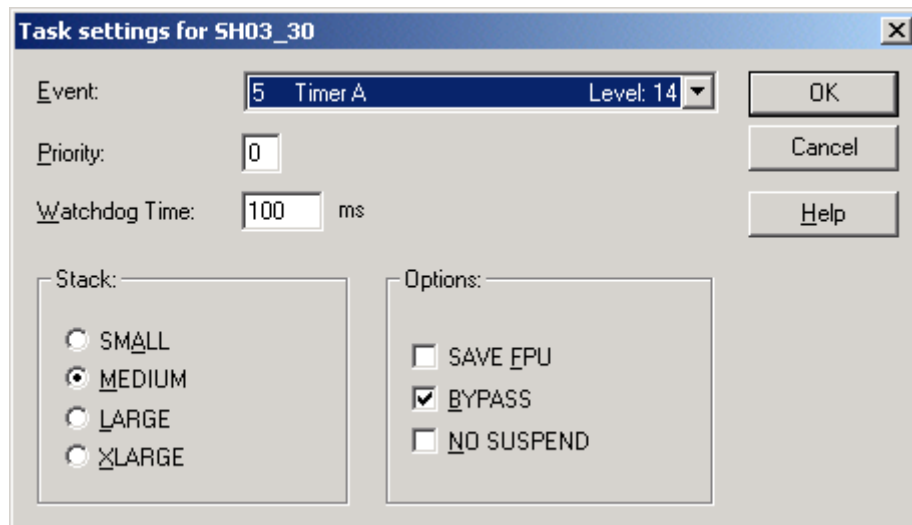 Task settings for SH03_30
Event: 5 Timer A Level: 14 OK
Priority: 0 Cancel
Watchdog Time: 100 ms Help
Stack: Options:
SMALL
SAVE FPU
MEDIUM
BYPASS
LARGE
NO SUSPEND
XLARGE